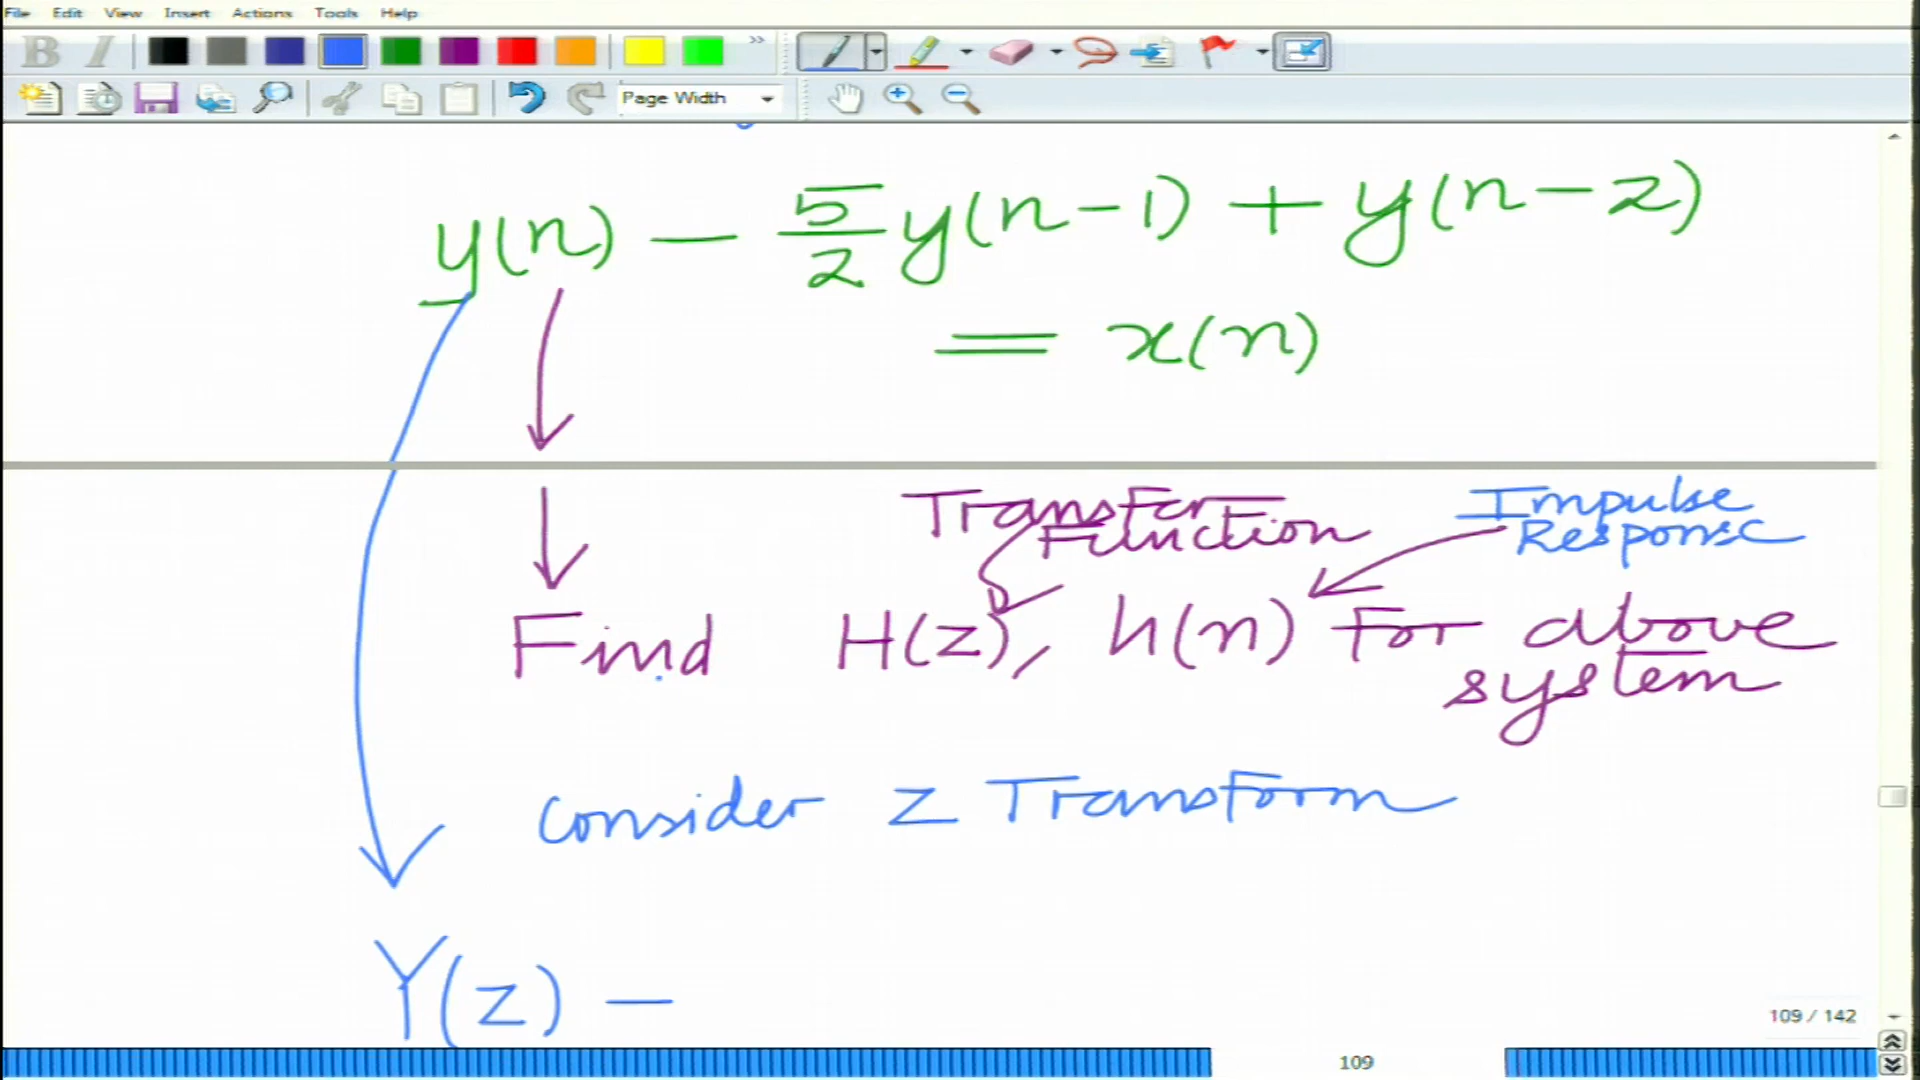 File Edit View Insert Actions Tools Help
B I
Page Width
y(n) - 5/2 y(n-1) + y(n-2)
= x(n)
Transfer Function
Impulse Response
Find H(z), h(n) for above system
consider z Transform
Y(z) -
109 / 142
109